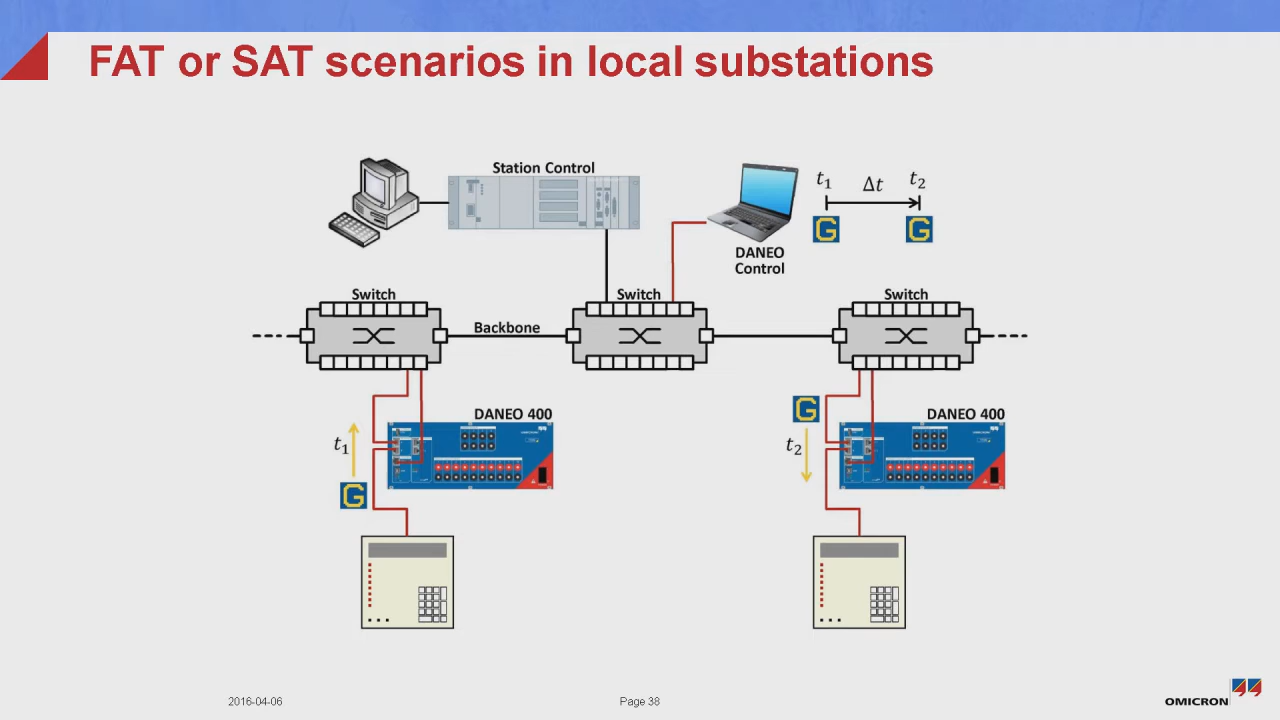 FAT or SAT scenarios in local substations
Station Control
t₁ Δt t₂
G G
DANEO
Control
Switch Switch Switch
Backbone
G
DANEO 400 DANEO 400
t₁ t₂
G
2016-04-06 Page 38 OMICRON